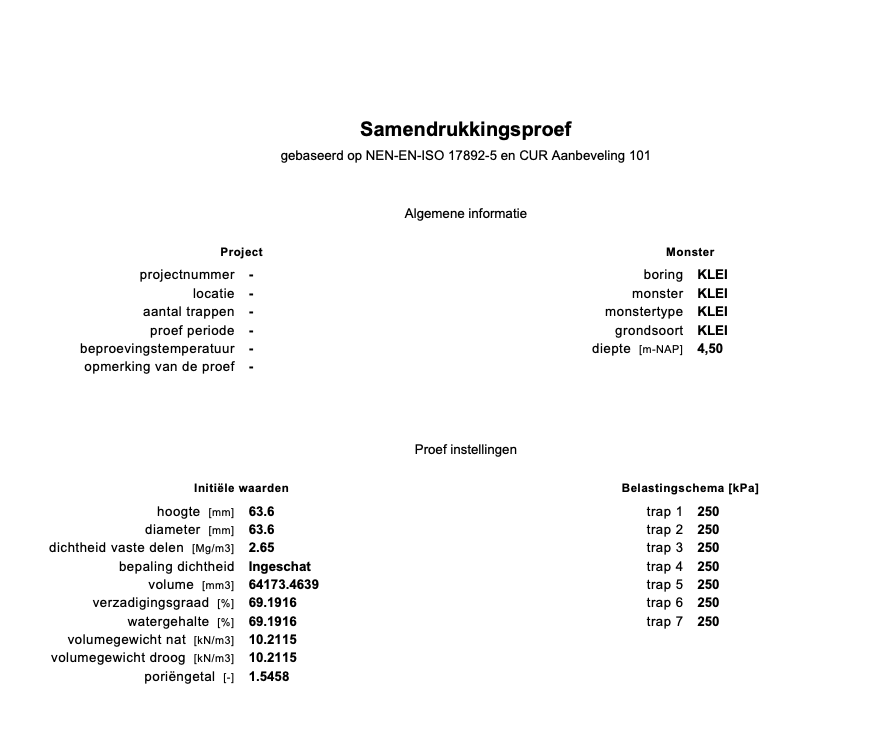 Samendrukkingsproef
gebaseerd op NEN-EN-ISO 17892-5 en CUR Aanbeveling 101
Algemene informatie
Project
projectnummer -
locatie -
aantal trappen -
proef periode -
beproevingstemperatuur -
opmerking van de proef -
Monster
boring KLEI
monster KLEI
monstertype KLEI
grondsoort KLEI
diepte [m-NAP] 4,50
Proef instellingen
Initiële waarden
hoogte [mm] 63.6
diameter [mm] 63.6
dichtheid vaste delen [Mg/m3] 2.65
bepaling dichtheid Ingeschat
volume [mm3] 64173.4639
verzadigingsgraad [%] 69.1916
watergehalte [%] 69.1916
volumegewicht nat [kN/m3] 10.2115
volumegewicht droog [kN/m3] 10.2115
poriëngetal [-] 1.5458
Belastingschema [kPa]
trap 1 250
trap 2 250
trap 3 250
trap 4 250
trap 5 250
trap 6 250
trap 7 250